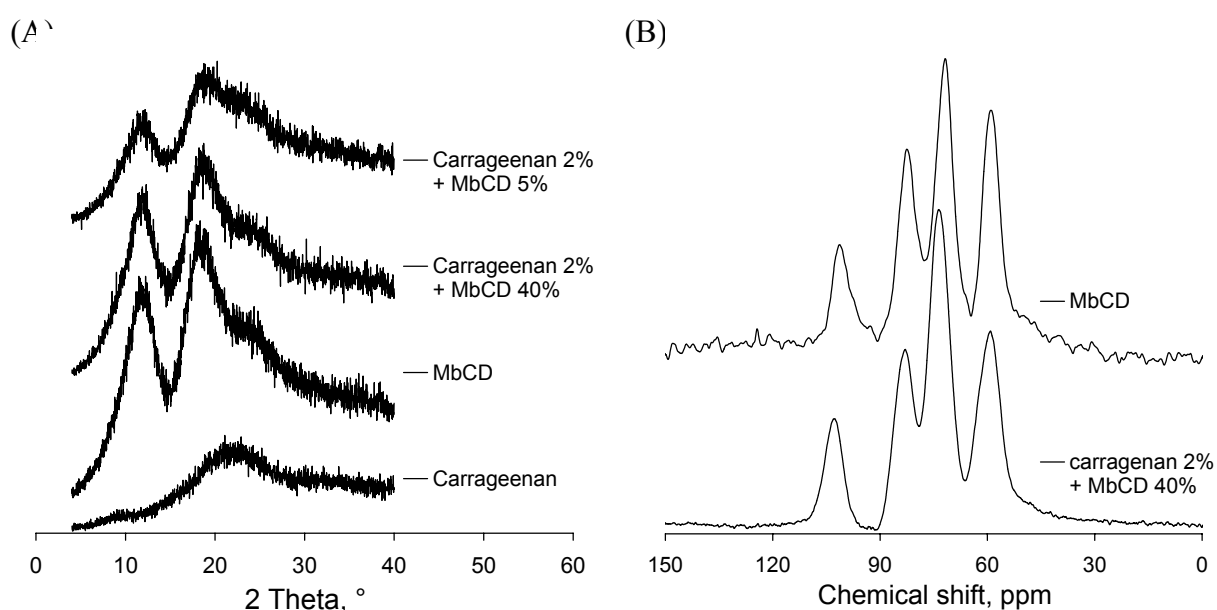 (A)
Carrageenan 2%
+ MbCD 5%
Carrageenan 2%
+ MbCD 40%
MbCD
Carrageenan
0 10 20 30 40 50 60
2 Theta, °
(B)
MbCD
carragenan 2%
+ MbCD 40%
150 120 90 60 30 0
Chemical shift, ppm